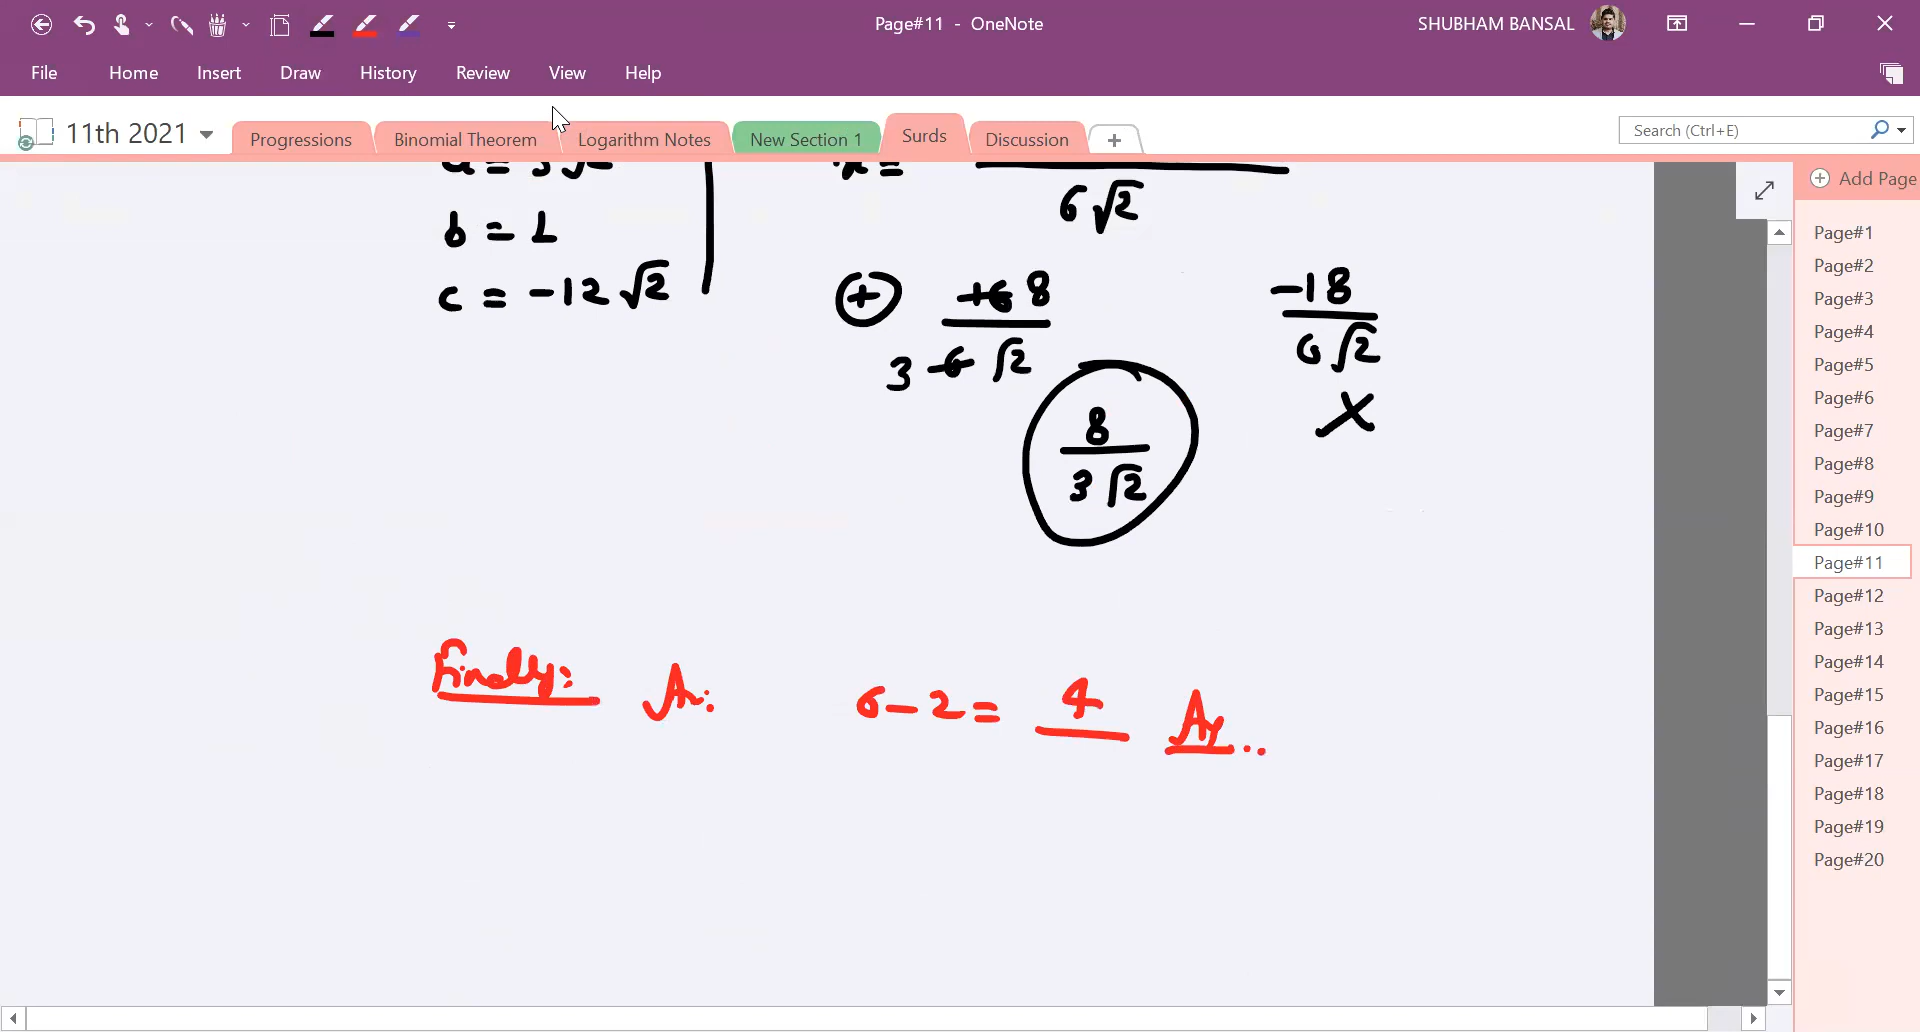 Page#11 - OneNote
SHUBHAM BANSAL
File Home Insert Draw History Review View Help
11th 2021
Progressions Binomial Theorem Logarithm Notes New Section 1 Surds Discussion
Search (Ctrl+E)
Add Page
Page#1
Page#2
Page#3
Page#4
Page#5
Page#6
Page#7
Page#8
Page#9
Page#10
Page#11
Page#12
Page#13
Page#14
Page#15
Page#16
Page#17
Page#18
Page#19
Page#20
6√2
b = 1
c = -12√2
+ 8
3 6 √2
-18
6√2
X
8
3√2
Finally:
6-2= 4